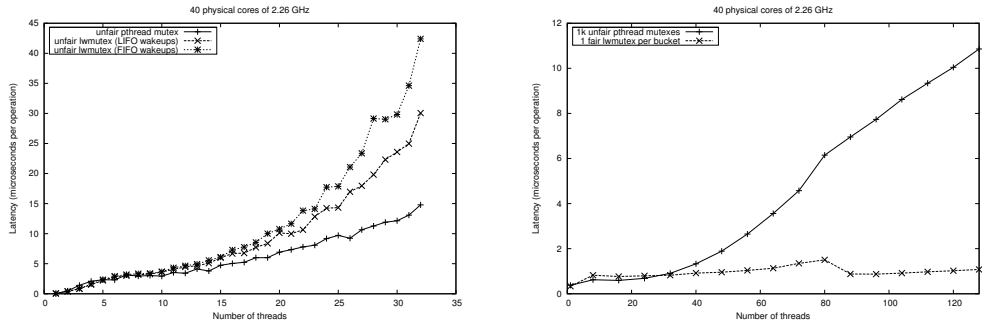 40 physical cores of 2.26 GHz
unfair pthread mutex
unfair lwmutex (LIFO wakeups)
unfair lwmutex (FIFO wakeups)
45
40
35
30
25
20
15
10
5
0
0 5 10 15 20 25 30 35
Latency (microseconds per operation)
Number of threads
40 physical cores of 2.26 GHz
1k unfair pthread mutexes
1 fair lwmutex per bucket
12
10
8
6
4
2
0
0 20 40 60 80 100 120
Latency (microseconds per operation)
Number of threads